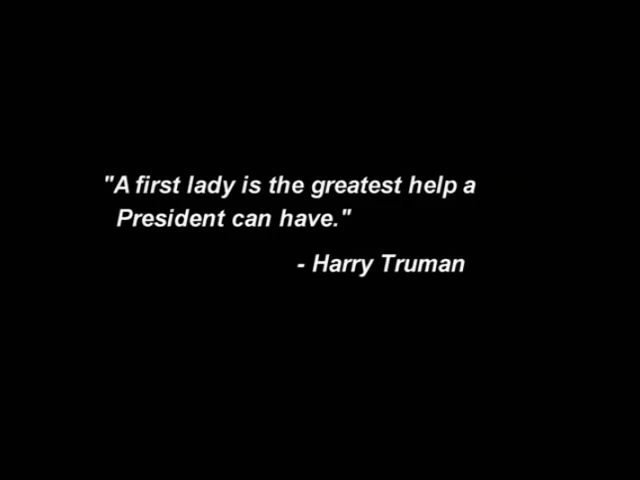 "A first lady is the greatest help a
President can have."
- Harry Truman